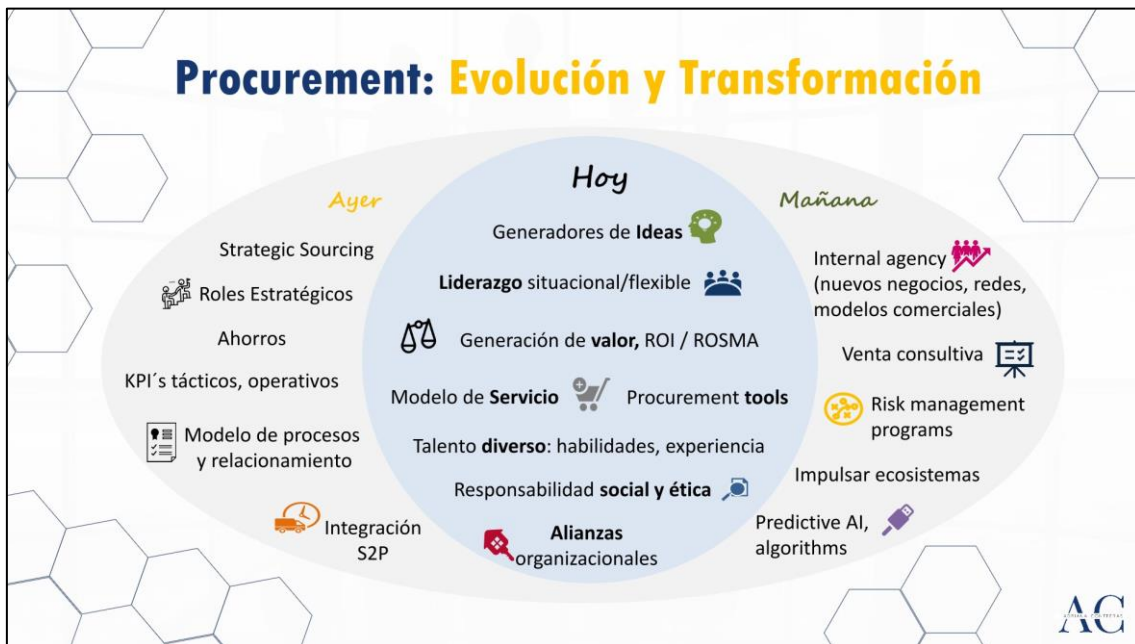 Procurement: Evolución y Transformación
Ayer
Strategic Sourcing
Roles Estratégicos
Ahorros
KPI´s tácticos, operativos
Modelo de procesos
y relacionamiento
Integración
S2P
Hoy
Generadores de Ideas
Liderazgo situacional/flexible
Generación de valor, ROI / ROSMA
Modelo de Servicio
Procurement tools
Talento diverso: habilidades, experiencia
Responsabilidad social y ética
Alianzas
organizacionales
Mañana
Internal agency
(nuevos negocios, redes,
modelos comerciales)
Venta consultiva
Risk management
programs
Impulsar ecosistemas
Predictive AI,
algorithms
AC